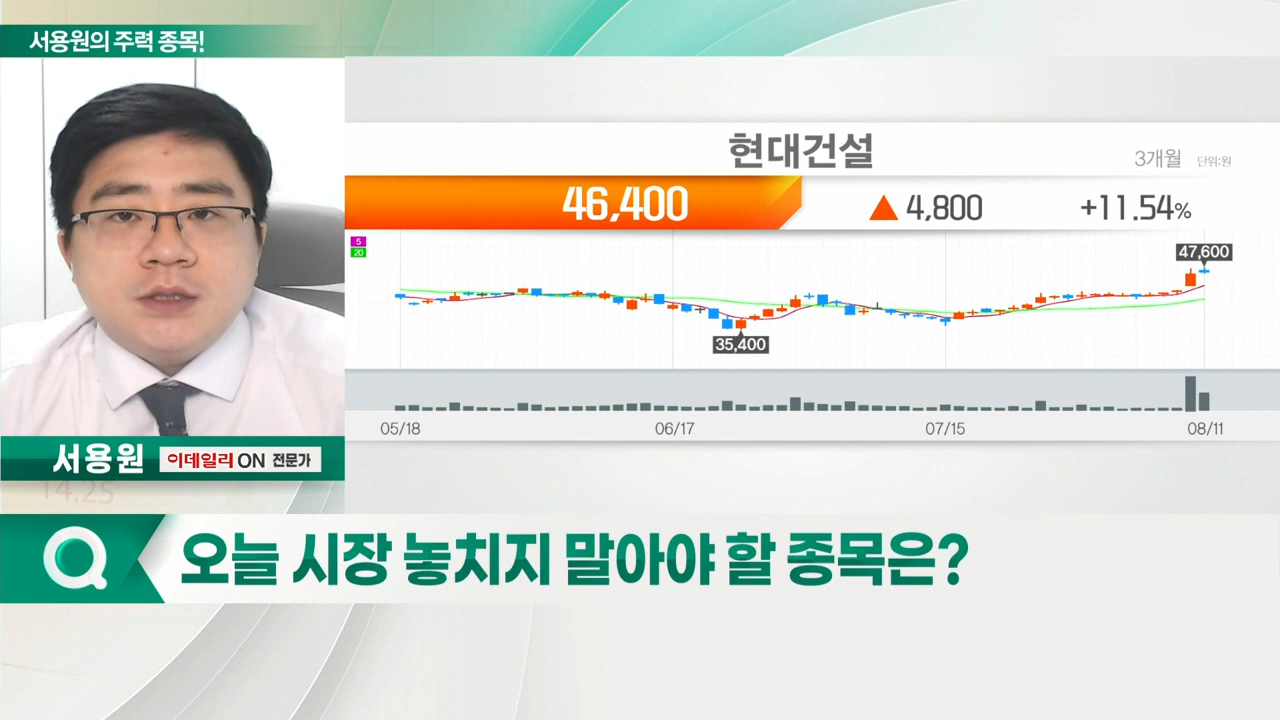 서용원의 주력 종목!
현대건설
3개월 단위:원
46,400 ▲ 4,800 +11.54%
5
20
47,600
35,400
05/18 06/17 07/15 08/11
서용원 이데일리 ON 전문가
14.25
Q 오늘 시장 놓치지 말아야 할 종목은?